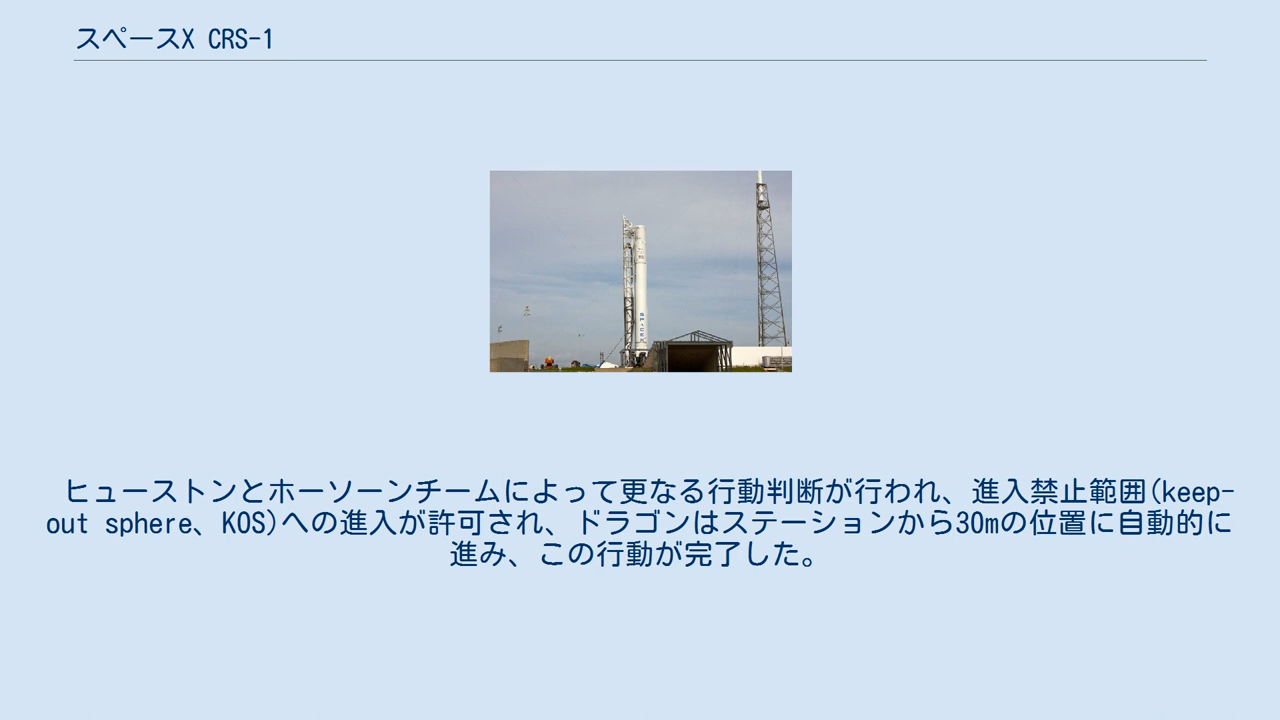 スペースX CRS-1
SPACEX
ヒューストンとホーソーンチームによって更なる行動判断が行われ、進入禁止範囲(keep-
out sphere、KOS)への進入が許可され、ドラゴンはステーションから30mの位置に自動的に
進み、この行動が完了した。